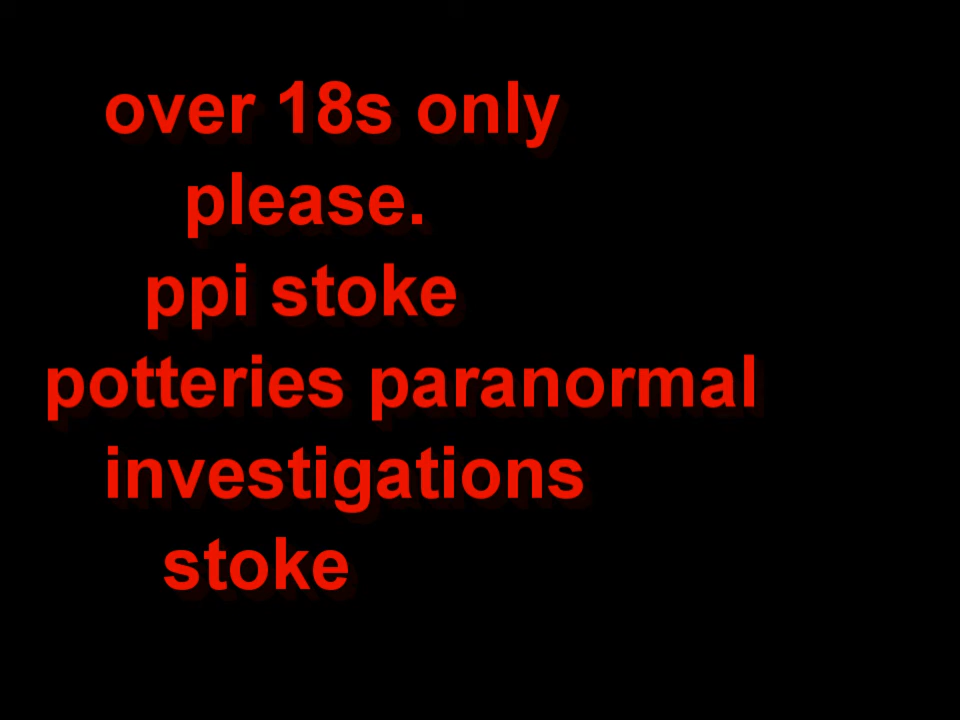 over 18s only
please.
ppi stoke
potteries paranormal
investigations
stoke